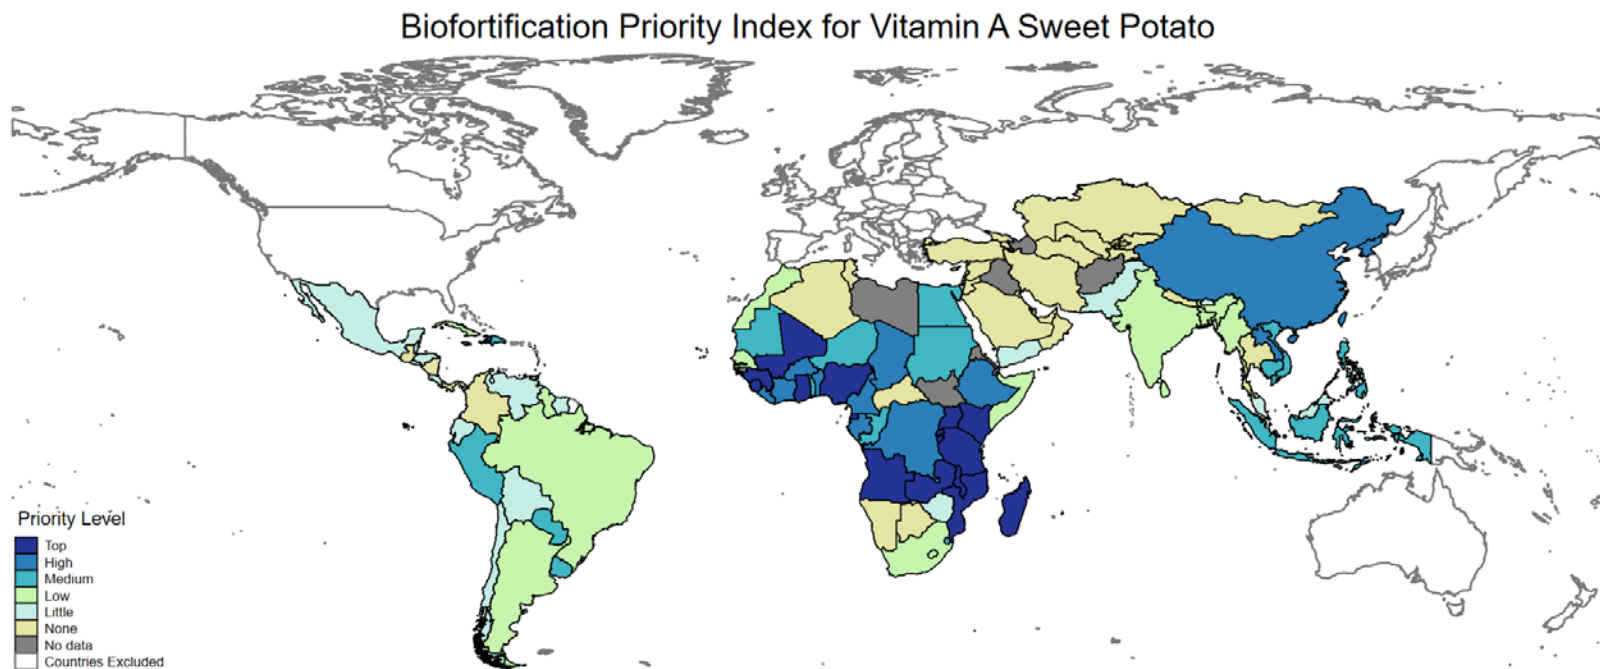 Biofortification Priority Index for Vitamin A Sweet Potato
Priority Level
Top
High
Medium
Low
Little
None
No data
Countries Excluded